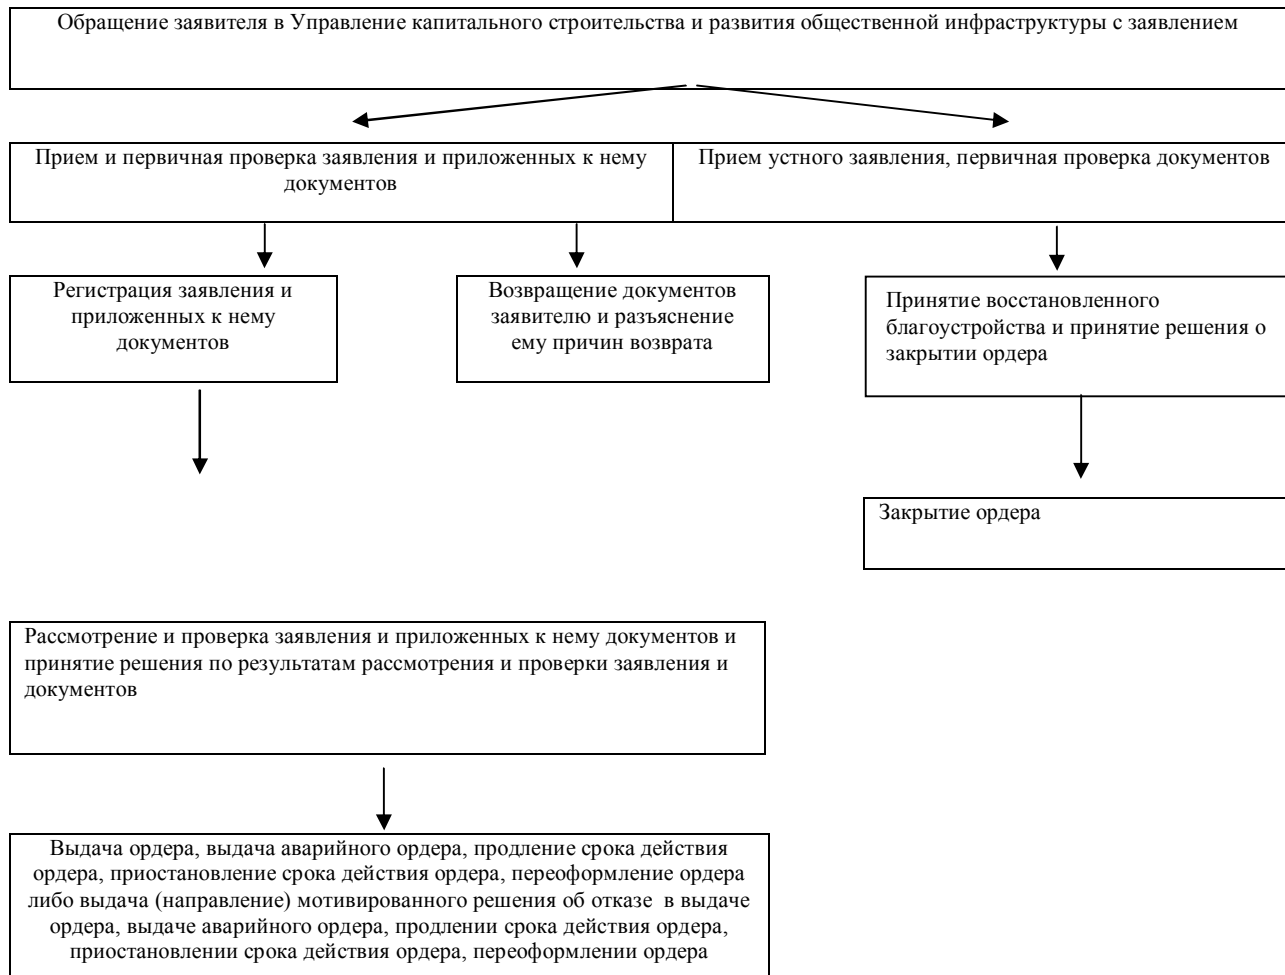 Обращение заявителя в Управление капитального строительства и развития общественной инфраструктуры с заявлением
Прием и первичная проверка заявления и приложенных к нему
документов
Прием устного заявления, первичная проверка документов
Регистрация заявления и
приложенных к нему
документов
Возвращение документов
заявителю и разъяснение
ему причин возврата
Принятие восстановленного
благоустройства и принятие решения о
закрытии ордера
Закрытие ордера
Рассмотрение и проверка заявления и приложенных к нему документов и
принятие решения по результатам рассмотрения и проверки заявления и
документов
Выдача ордера, выдача аварийного ордера, продление срока действия
ордера, приостановление срока действия ордера, переоформление ордера
либо выдача (направление) мотивированного решения об отказе  в выдаче
ордера, выдаче аварийного ордера, продлении срока действия ордера,
приостановлении срока действия ордера, переоформлении ордера